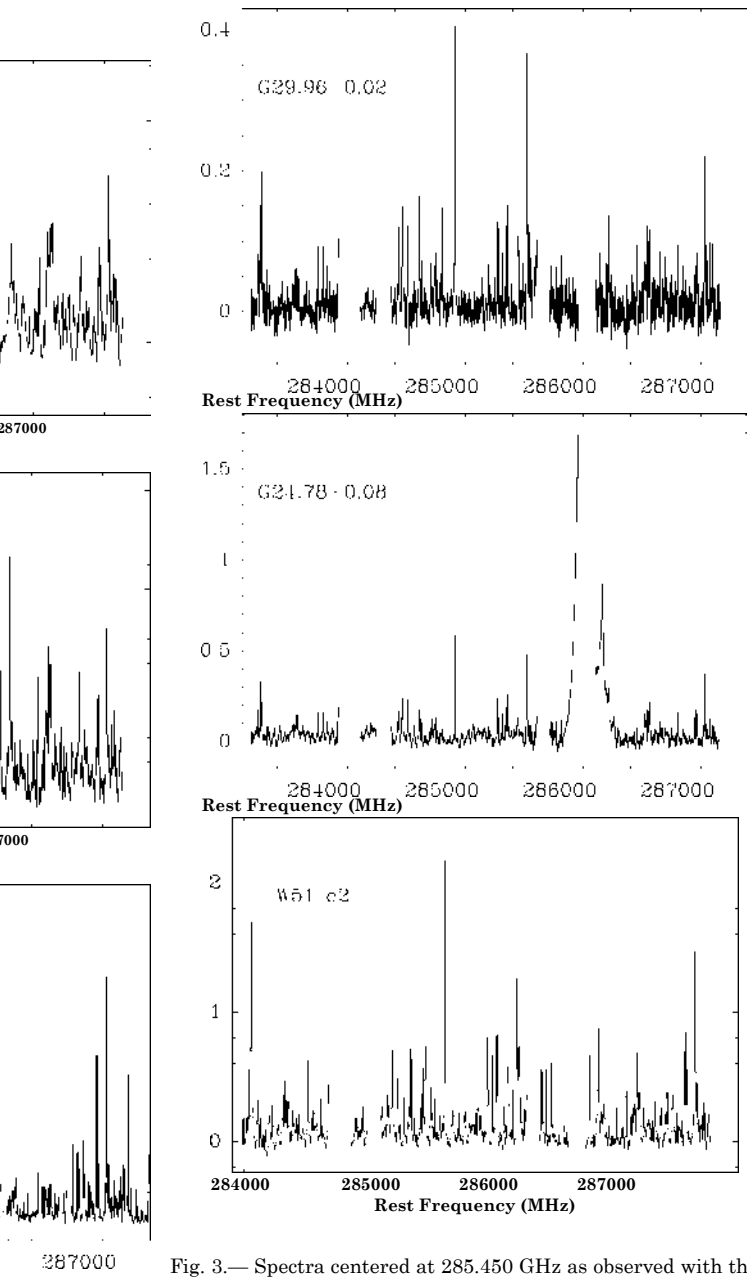 0.4
G29.96 0.02
0.2
0
284000 285000 286000 287000
Rest Frequency (MHz)
287000
1.5
G24.78 - 0.08
1
0 5
0
284000 285000 286000 287000
Rest Frequency (MHz)
7000
2
W51 e2
1
0
284000 285000 286000 287000
Rest Frequency (MHz)
287000
Fig. 3.— Spectra centered at 285.450 GHz as observed with th